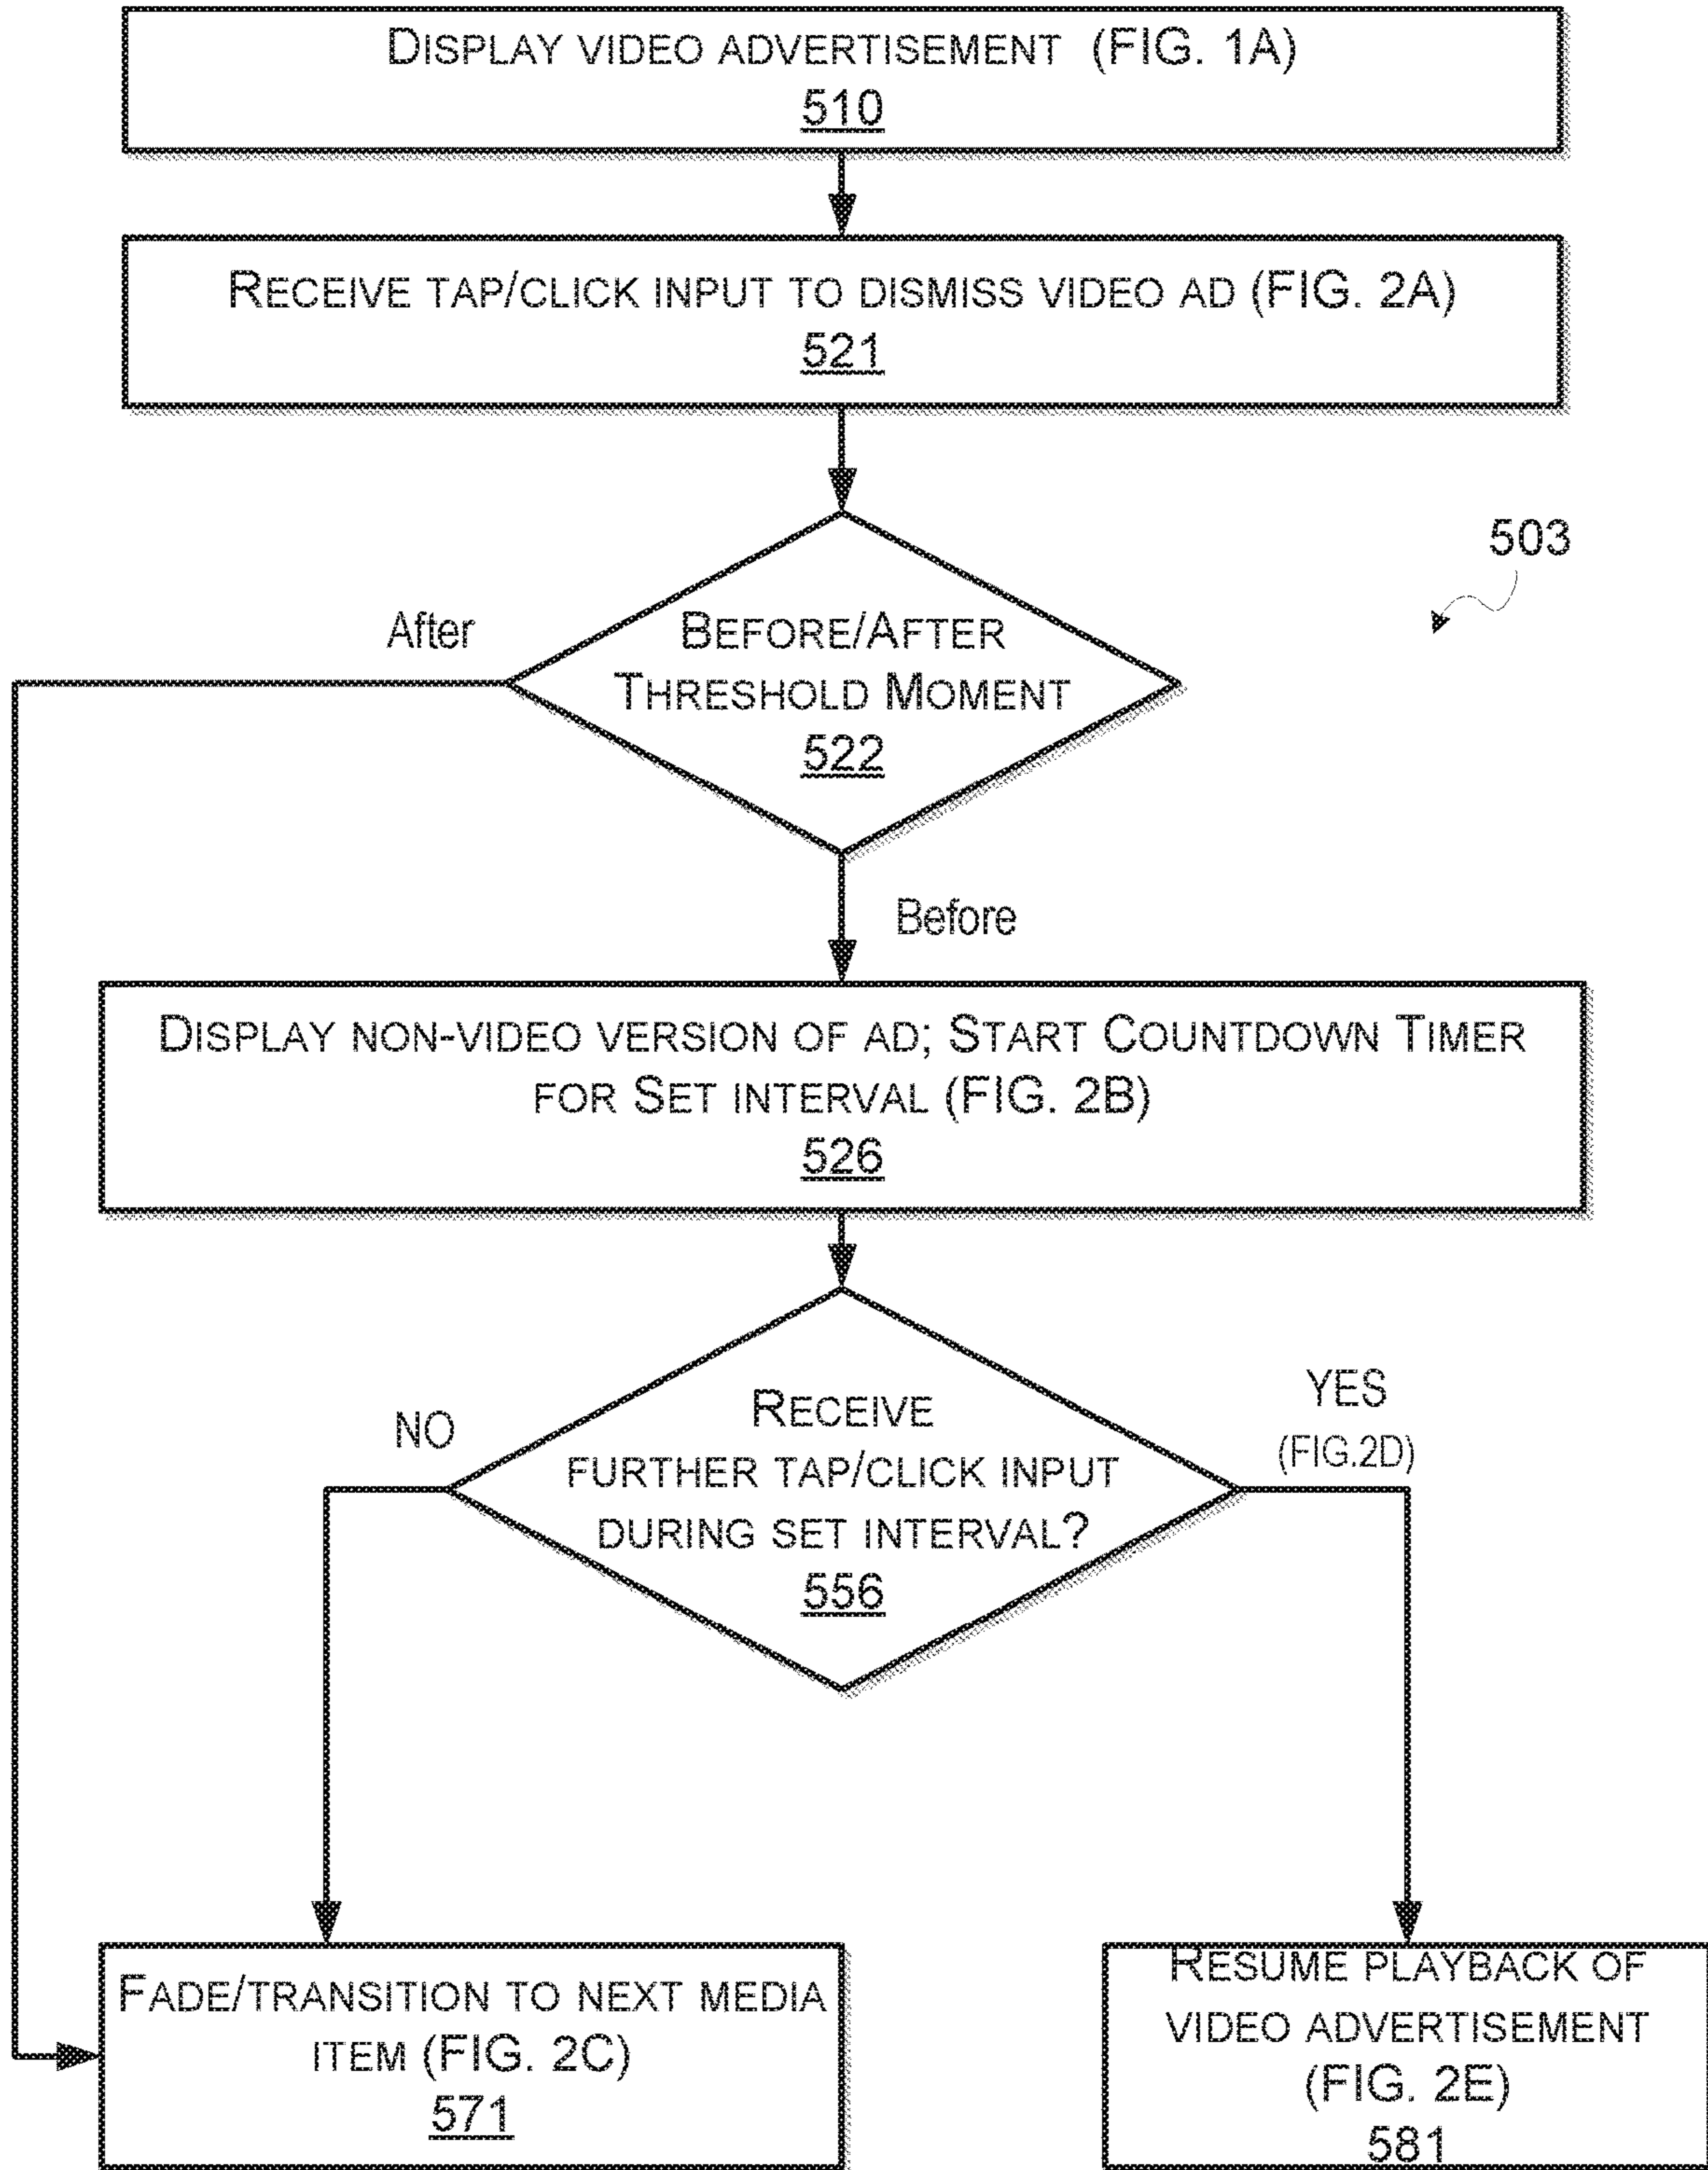 DISPLAY VIDEO ADVERTISEMENT (FIG. 1A)
510
RECEIVE TAP/CLICK INPUT TO DISMISS VIDEO AD (FIG. 2A)
521
503
After
BEFORE/AFTER
THRESHOLD MOMENT
522
Before
DISPLAY NON-VIDEO VERSION OF AD; START COUNTDOWN TIMER
FOR SET INTERVAL (FIG. 2B)
526
NO
RECEIVE
FURTHER TAP/CLICK INPUT
DURING SET INTERVAL?
556
YES
(FIG.2D)
FADE/TRANSITION TO NEXT MEDIA
ITEM (FIG. 2C)
571
RESUME PLAYBACK OF
VIDEO ADVERTISEMENT
(FIG. 2E)
581